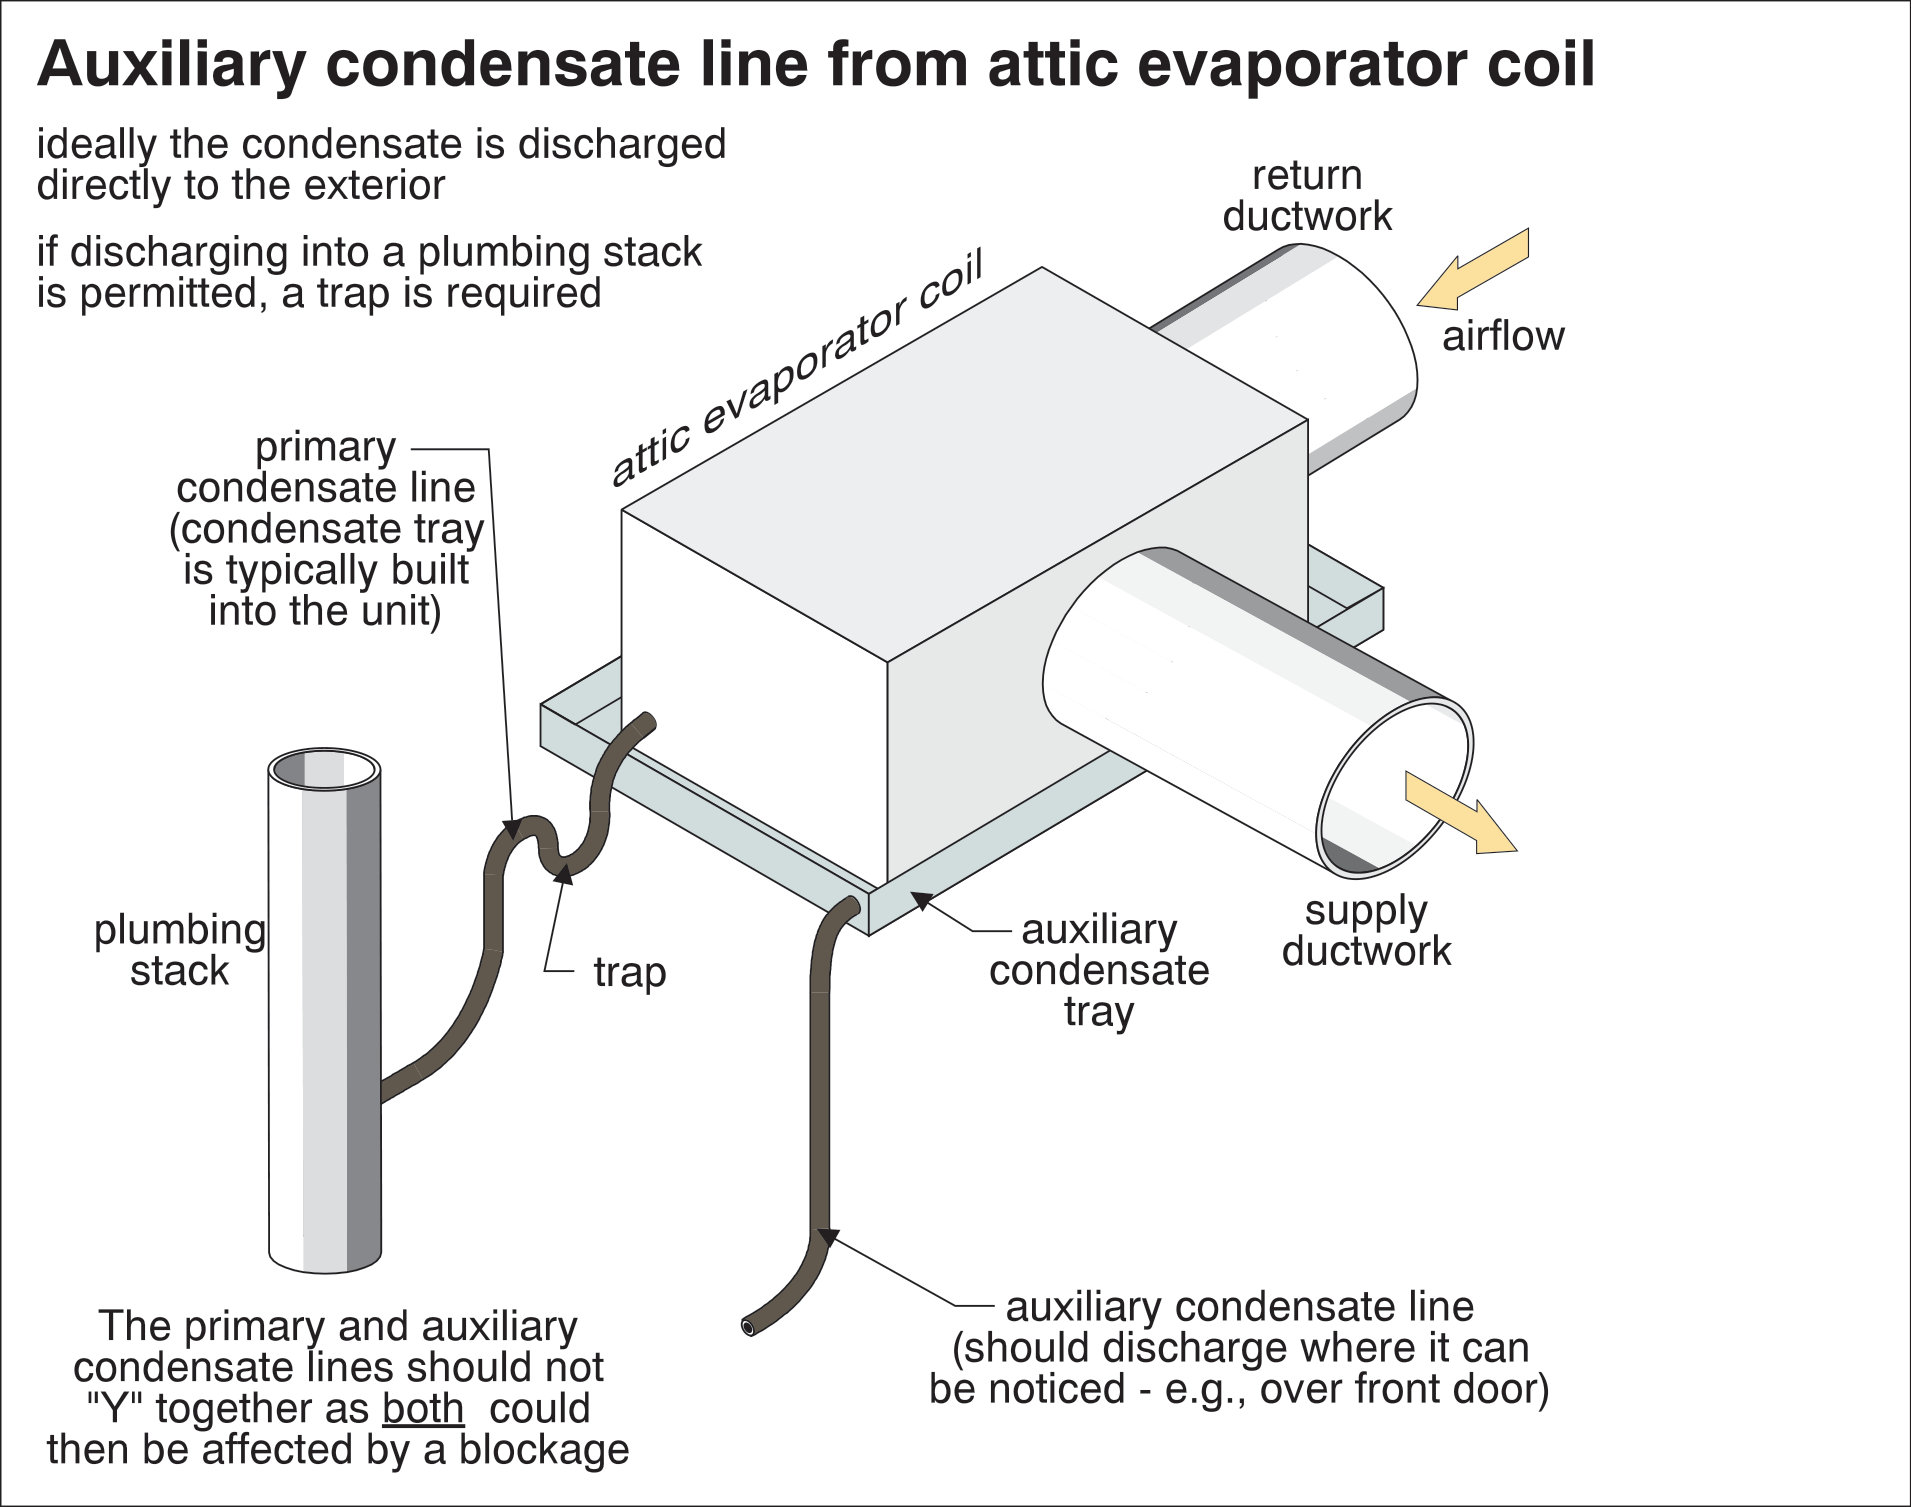 Auxiliary condensate line from attic evaporator coil
ideally the condensate is discharged
directly to the exterior
if discharging into a plumbing stack
is permitted, a trap is required
return
ductwork
airflow
attic evaporator coil
primary
condensate line
(condensate tray
is typically built
into the unit)
plumbing
stack
trap
auxiliary
condensate
tray
supply
ductwork
auxiliary condensate line
(should discharge where it can
be noticed - e.g., over front door)
The primary and auxiliary
condensate lines should not
"Y" together as both could
then be affected by a blockage